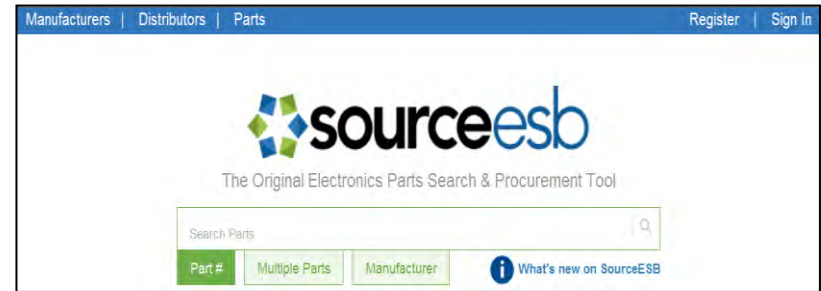 Manufacturers | Distributors | Parts Register | Sign In
sourceesb
The Original Electronics Parts Search & Procurement Tool
Search Parts
Part # Multiple Parts Manufacturer i What's new on SourceESB